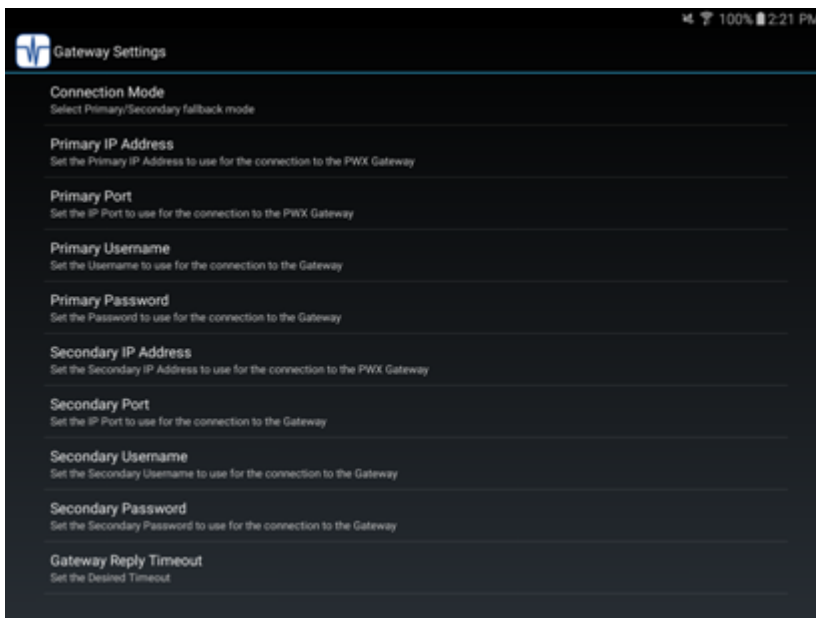 100% 2:21 PM
Gateway Settings
Connection Mode
Select Primary/Secondary fallback mode
Primary IP Address
Set the Primary IP Address to use for the connection to the PWX Gateway
Primary Port
Set the IP Port to use for the connection to the PWX Gateway
Primary Username
Set the Username to use for the connection to the Gateway
Primary Password
Set the Password to use for the connection to the Gateway
Secondary IP Address
Set the Secondary IP Address to use for the connection to the PWX Gateway
Secondary Port
Set the IP Port to use for the connection to the Gateway
Secondary Username
Set the Secondary Username to use for the connection to the Gateway
Secondary Password
Set the Secondary Password to use for the connection to the Gateway
Gateway Reply Timeout
Set the Desired Timeout